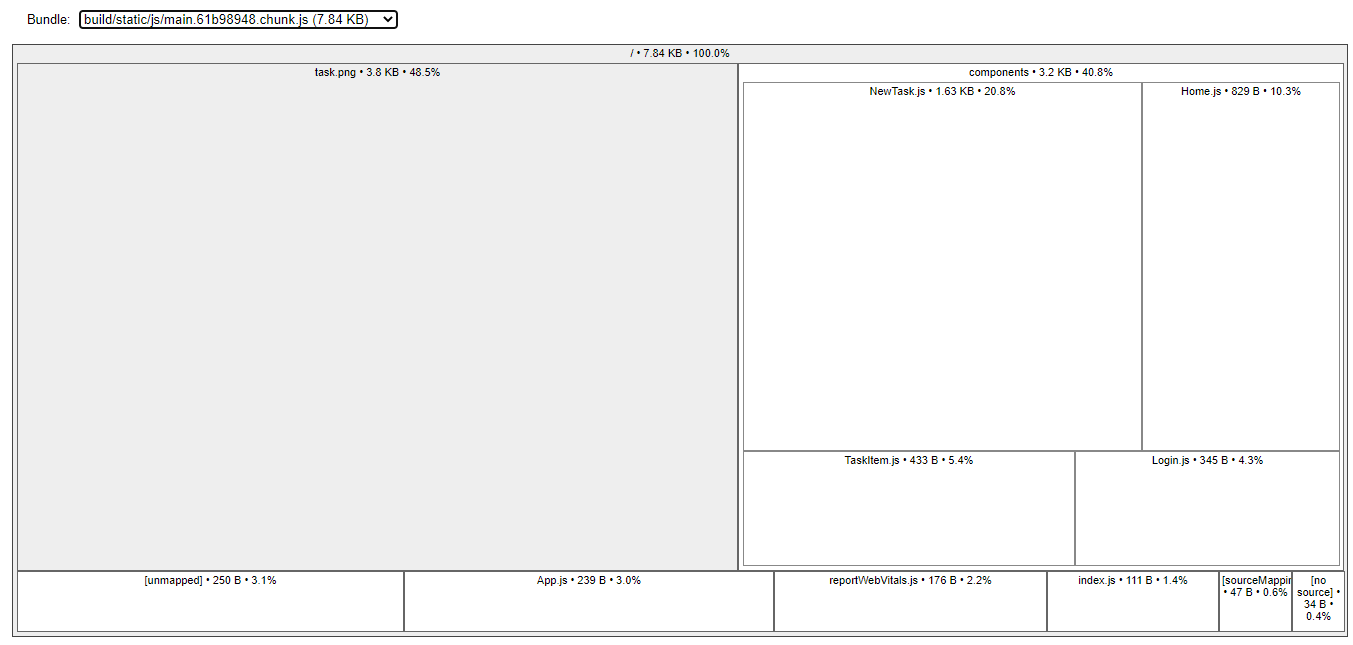 Bundle: build/static/js/main.61b98948.chunk.js (7.84 KB)
/ • 7.84 KB • 100.0%
task.png • 3.8 KB • 48.5%
components • 3.2 KB • 40.8%
NewTask.js • 1.63 KB • 20.8%
Home.js • 829 B • 10.3%
TaskItem.js • 433 B • 5.4%
Login.js • 345 B • 4.3%
[unmapped] • 250 B • 3.1%
App.js • 239 B • 3.0%
reportWebVitals.js • 176 B • 2.2%
index.js • 111 B • 1.4%
[sourceMappin
• 47 B • 0.6%
[no
source] •
34 B •
0.4%